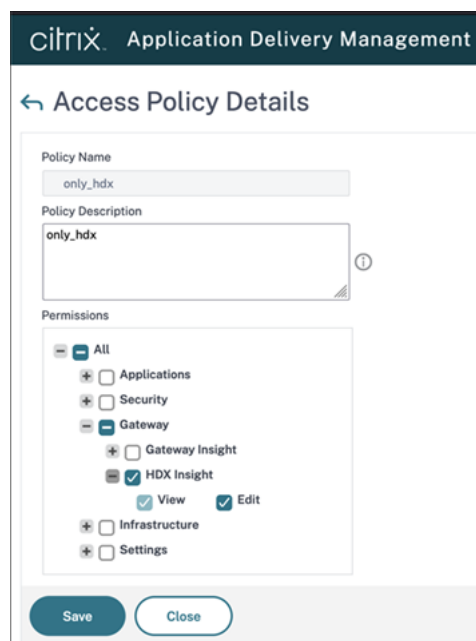 citrix. Application Delivery Management
Access Policy Details
Policy Name
only_hdx
Policy Description
only_hdx
Permissions
All
Applications
Security
Gateway
Gateway Insight
HDX Insight
View Edit
Infrastructure
Settings
Save Close